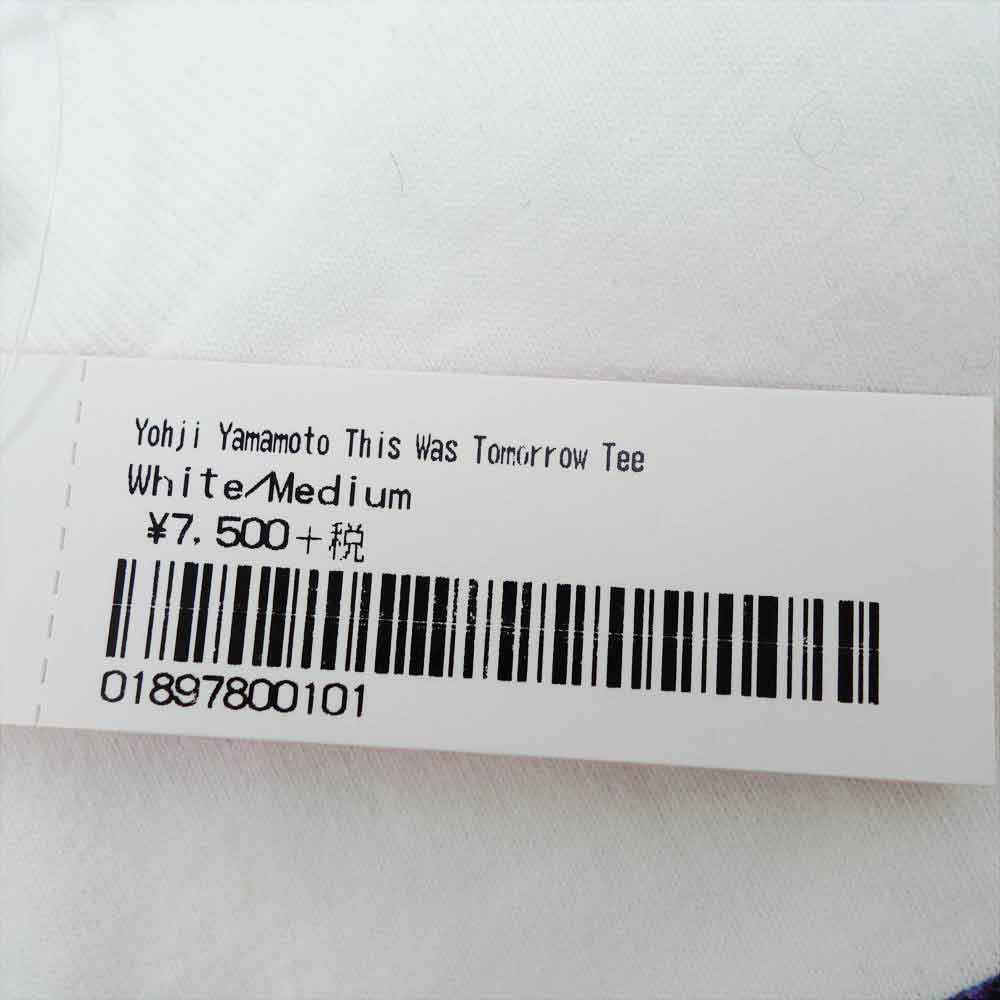 Yohji Yamamoto This Was Tomorrow Tee
White/Medium
¥7,500+税
01897800101